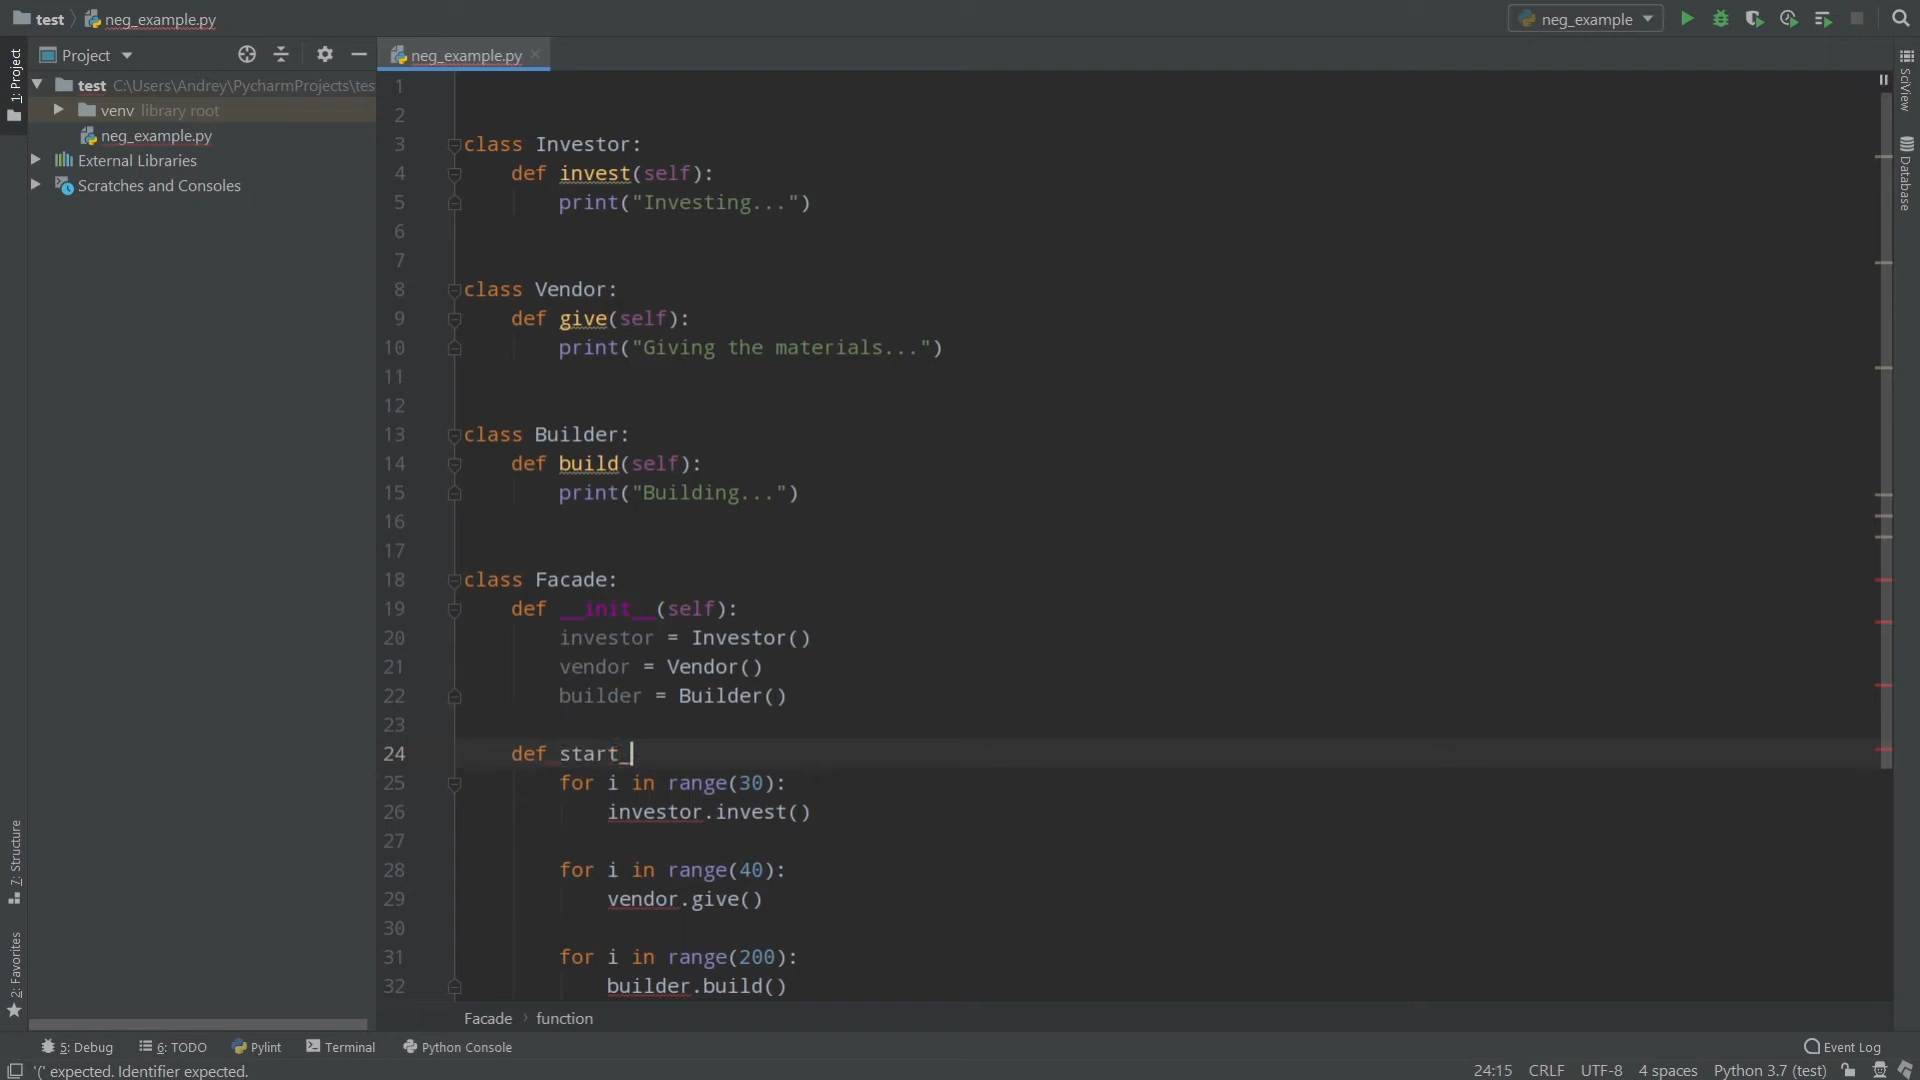 test neg_example.py neg_example
Project neg_example.py
1: Project
test C:\Users\Andrey\PycharmProjects\tes
venv library root
neg_example.py
External Libraries
Scratches and Consoles
1
2
3 class Investor:
4 def invest(self):
5 print("Investing...")
6
7
8 class Vendor:
9 def give(self):
10 print("Giving the materials...")
11
12
13 class Builder:
14 def build(self):
15 print("Building...")
16
17
18 class Facade:
19 def __init__(self):
20 investor = Investor()
21 vendor = Vendor()
22 builder = Builder()
23
24 def start_
25 for i in range(30):
26 investor.invest()
27
28 for i in range(40):
29 vendor.give()
30
31 for i in range(200):
32 builder.build()
Facade › function
SciView
Database
7: Structure
2: Favorites
5: Debug 6: TODO Pylint Terminal Python Console Event Log
'(' expected. Identifier expected. 24:15 CRLF UTF-8 4 spaces Python 3.7 (test)